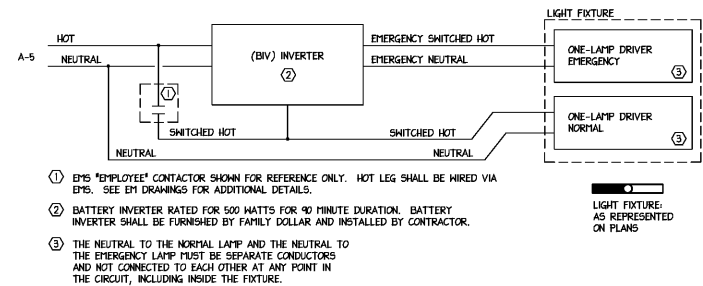 LIGHT FIXTURE
HOT
EMERGENCY SWITCHED HOT
A-5
NEUTRAL
(BIV) INVERTER
2
EMERGENCY NEUTRAL
ONE-LAMP DRIVER
EMERGENCY
3
1
ONE-LAMP DRIVER
NORMAL
3
SWITCHED HOT
SWITCHED HOT
NEUTRAL
NEUTRAL
1 EMS "EMPLOYEE" CONTACTOR SHOWN FOR REFERENCE ONLY. HOT LEG SHALL BE WIRED VIA
EMS. SEE EM DRAWINGS FOR ADDITIONAL DETAILS.
2 BATTERY INVERTER RATED FOR 500 WATTS FOR 90 MINUTE DURATION. BATTERY
INVERTER SHALL BE FURNISHED BY FAMILY DOLLAR AND INSTALLED BY CONTRACTOR.
3 THE NEUTRAL TO THE NORMAL LAMP AND THE NEUTRAL TO
THE EMERGENCY LAMP MUST BE SEPARATE CONDUCTORS
AND NOT CONNECTED TO EACH OTHER AT ANY POINT IN
THE CIRCUIT, INCLUDING INSIDE THE FIXTURE.
LIGHT FIXTURE:
AS REPRESENTED
ON PLANS